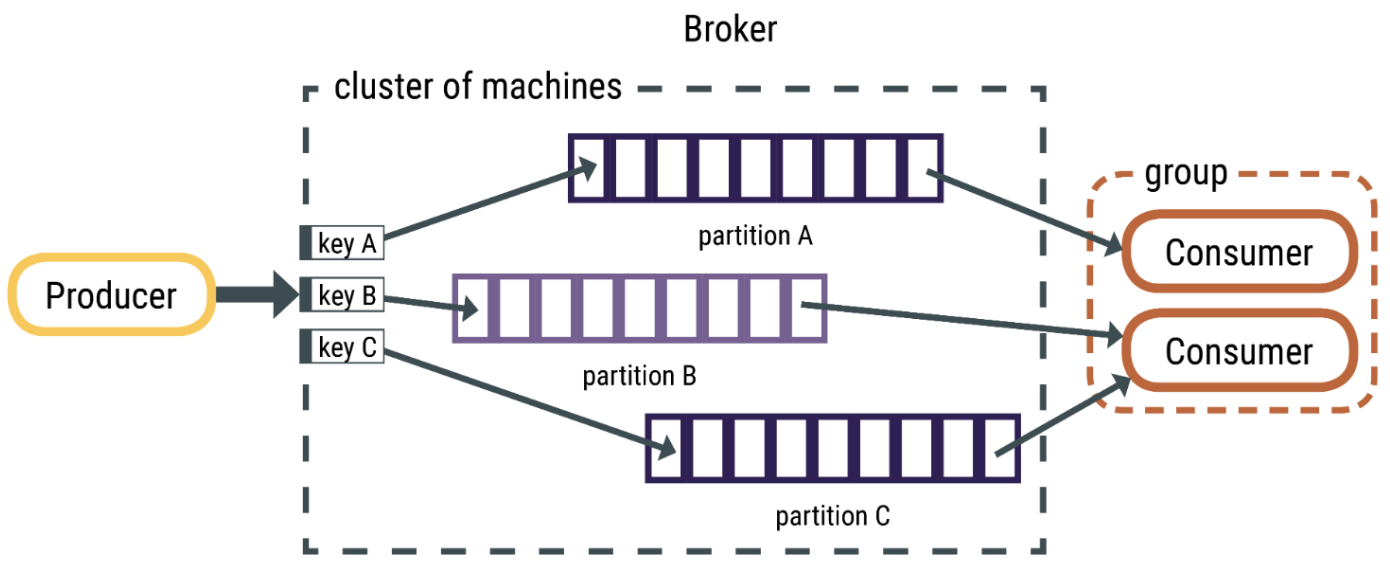 Broker
cluster of machines
group
partition A
key A
Consumer
Producer
key B
key C
Consumer
partition B
partition C